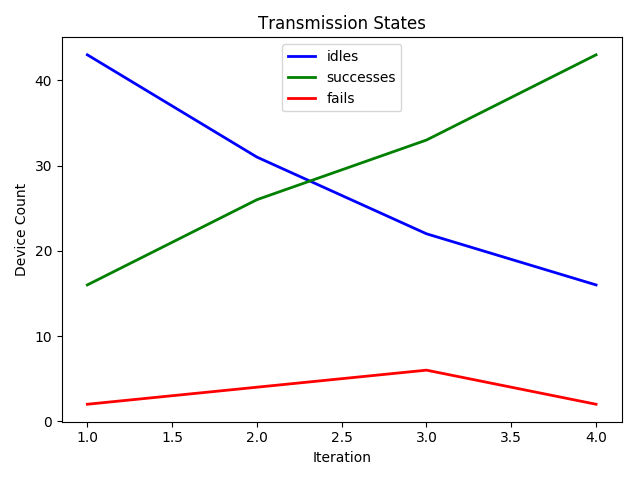 Transmission States
idles
successes
fails
Device Count
40
30
20
10
0
1.0 1.5 2.0 2.5 3.0 3.5 4.0
Iteration